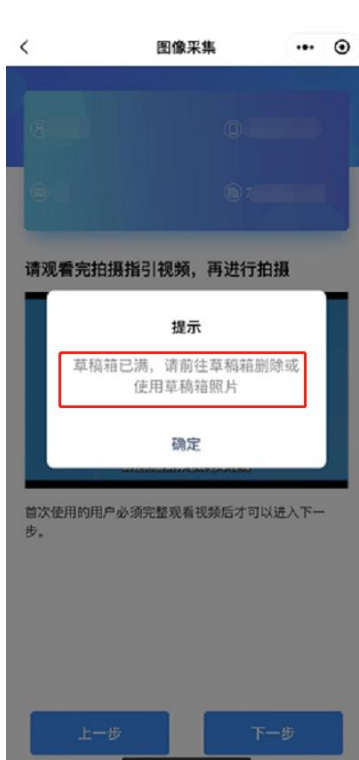 图像采集
请观看完拍摄指引视频，再进行拍摄
提示
草稿箱已满，请前往草稿箱删除或
使用草稿箱照片
确定
首次使用的用户必须完整观看视频后才可以进入下一
步。
上一步
下一步